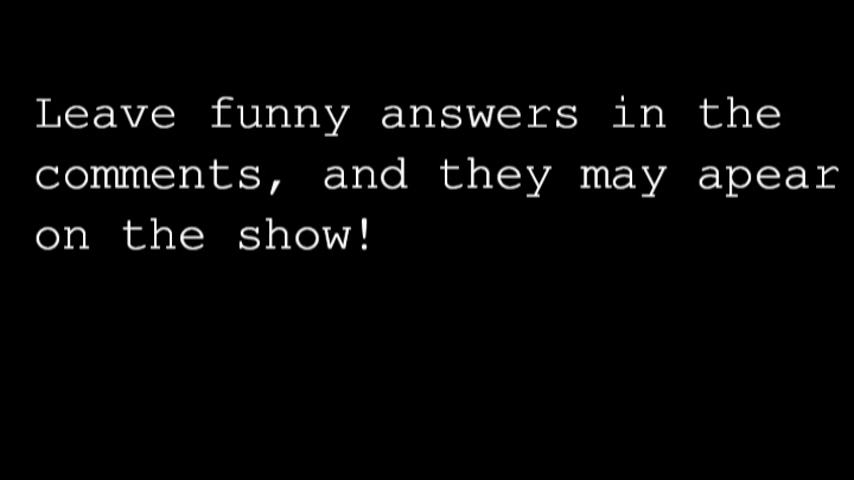 Leave funny answers in the
comments, and they may apear
on the show!